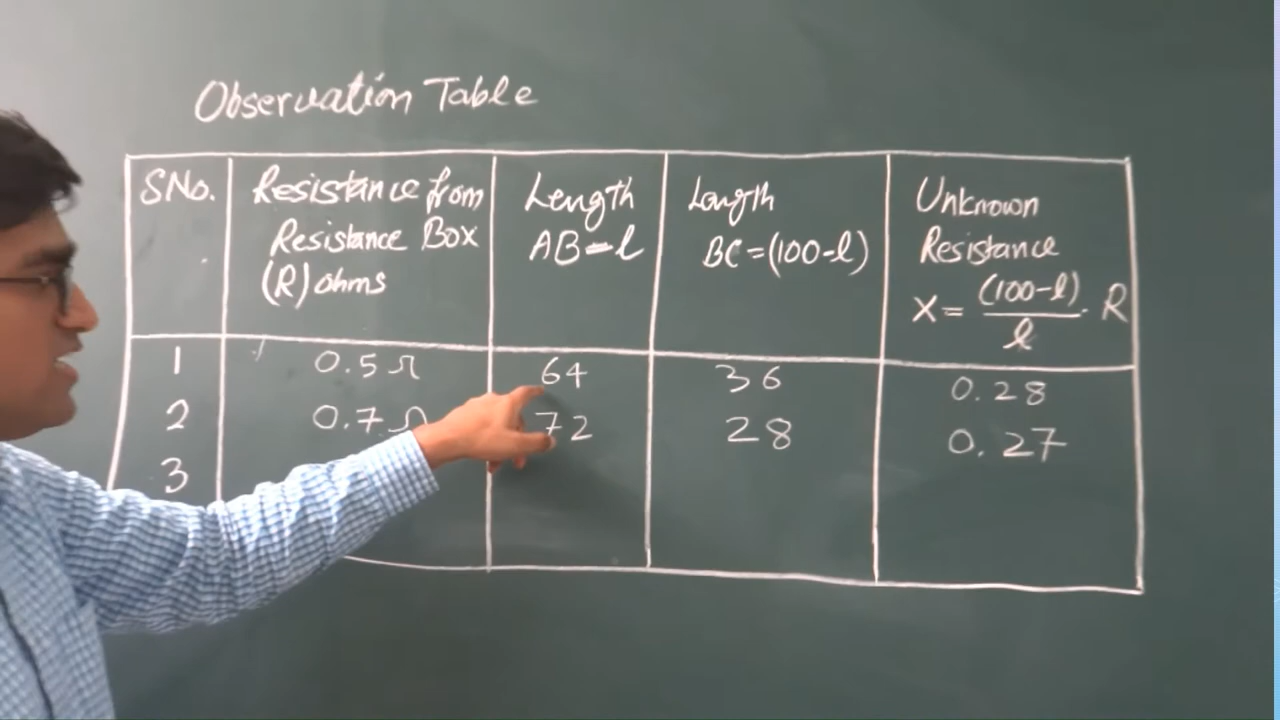 Observation Table
SNo.
Resistance from
Resistance Box
(R) ohms
Length
AB = l
Length
BC = (100-l)
Unknown
Resistance
X = (100-l)/l . R
1 0.5 Ω 64 36 0.28
2 0.7 Ω 72 28 0.27
3